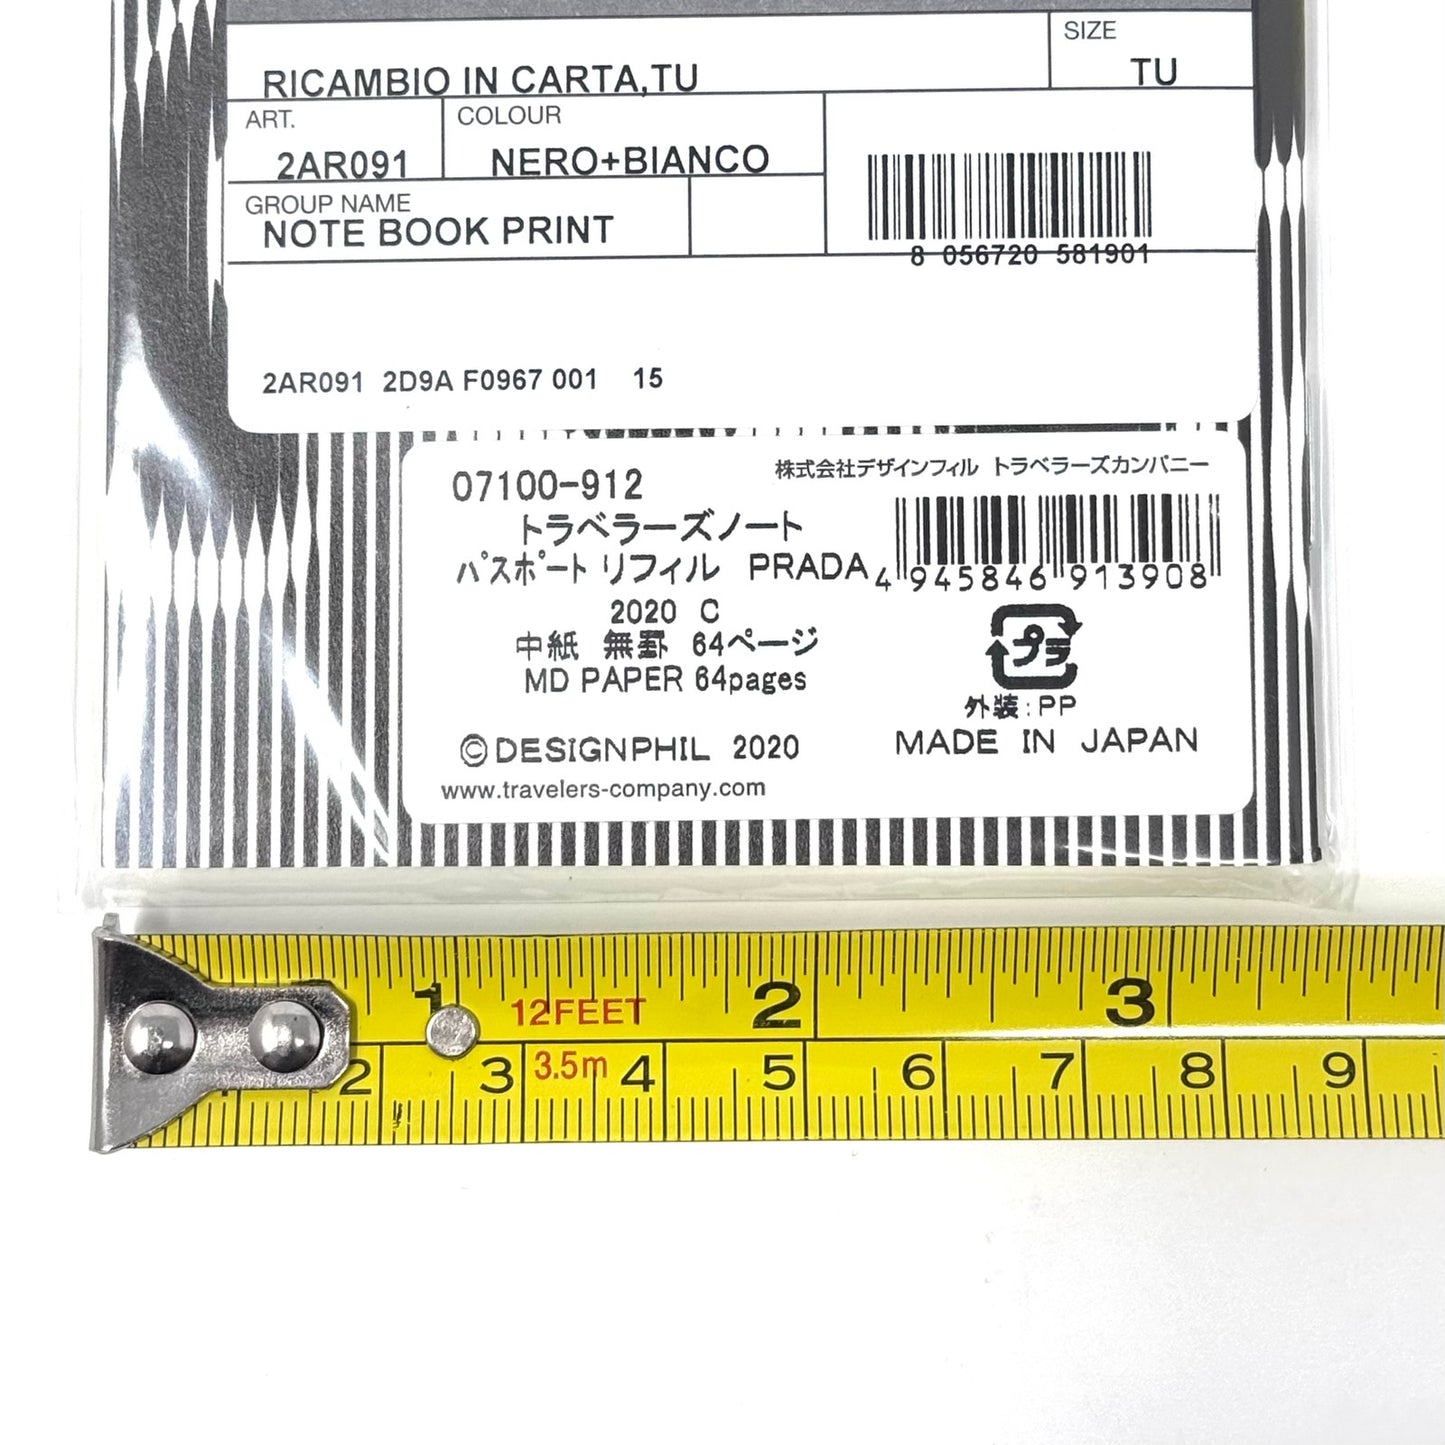 SIZE
RICAMBIO IN CARTA,TU
TU
ART.
COLOUR
2AR091
NERO+BIANCO
GROUP NAME
NOTE BOOK PRINT
8 056720 581901
2AR091 2D9A F0967 001 15
07100-912
株式会社デザインフィル トラベラーズカンパニー
トラベラーズノート
パスポート リフィル PRADA
4 945846 913908
2020 C
中紙 無罫 64ページ
MD PAPER 64pages
プラ
外装:PP
©DESIGNPHIL 2020
MADE IN JAPAN
www.travelers-company.com
1 12FEET 2 3
2 3 3.5m 4 5 6 7 8 9